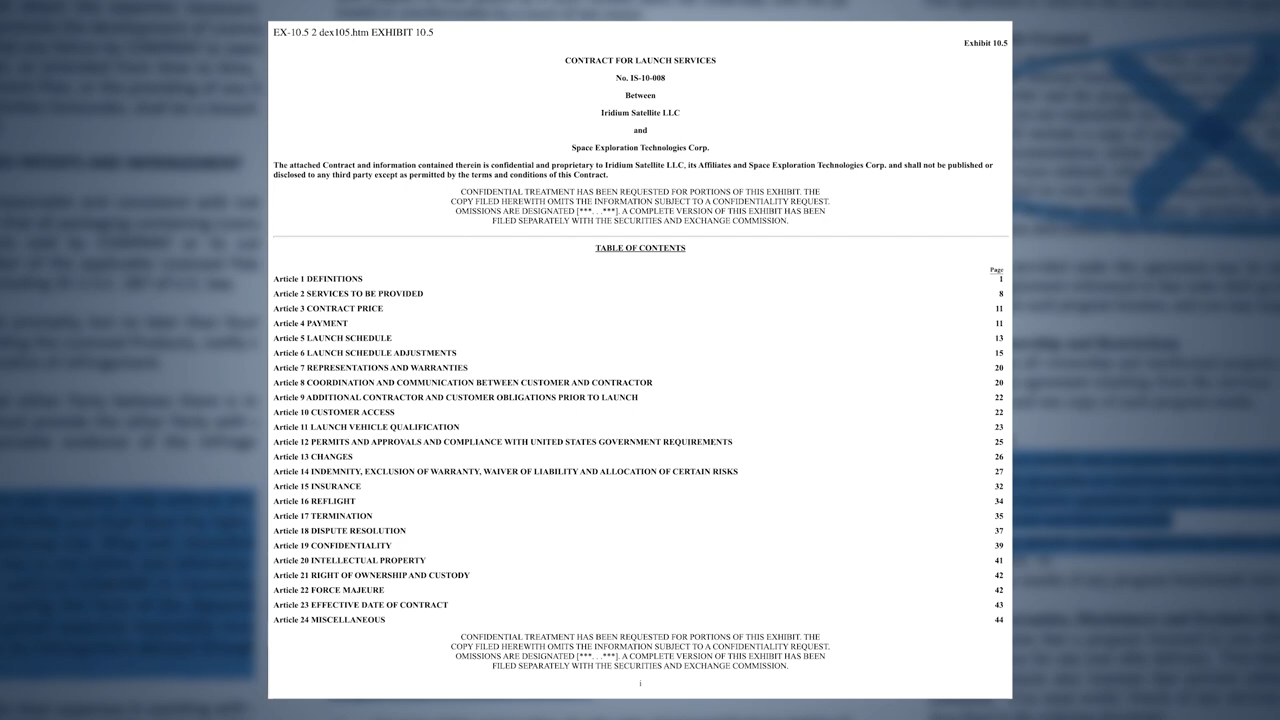 EX-10.5 2 dex105.htm EXHIBIT 10.5
Exhibit 10.5
CONTRACT FOR LAUNCH SERVICES
No. IS-10-008
Between
Iridium Satellite LLC
and
Space Exploration Technologies Corp.
The attached Contract and information contained therein is confidential and proprietary to Iridium Satellite LLC, its Affiliates and Space Exploration Technologies Corp. and shall not be published or
disclosed to any third party except as permitted by the terms and conditions of this Contract.
CONFIDENTIAL TREATMENT HAS BEEN REQUESTED FOR PORTIONS OF THIS EXHIBIT. THE
COPY FILED HEREWITH OMITS THE INFORMATION SUBJECT TO A CONFIDENTIALITY REQUEST.
OMISSIONS ARE DESIGNATED [***. . .***]. A COMPLETE VERSION OF THIS EXHIBIT HAS BEEN
FILED SEPARATELY WITH THE SECURITIES AND EXCHANGE COMMISSION.
TABLE OF CONTENTS
Page
Article 1 DEFINITIONS 1
Article 2 SERVICES TO BE PROVIDED 8
Article 3 CONTRACT PRICE 11
Article 4 PAYMENT 11
Article 5 LAUNCH SCHEDULE 13
Article 6 LAUNCH SCHEDULE ADJUSTMENTS 15
Article 7 REPRESENTATIONS AND WARRANTIES 20
Article 8 COORDINATION AND COMMUNICATION BETWEEN CUSTOMER AND CONTRACTOR 20
Article 9 ADDITIONAL CONTRACTOR AND CUSTOMER OBLIGATIONS PRIOR TO LAUNCH 22
Article 10 CUSTOMER ACCESS 22
Article 11 LAUNCH VEHICLE QUALIFICATION 23
Article 12 PERMITS AND APPROVALS AND COMPLIANCE WITH UNITED STATES GOVERNMENT REQUIREMENTS 25
Article 13 CHANGES 26
Article 14 INDEMNITY, EXCLUSION OF WARRANTY, WAIVER OF LIABILITY AND ALLOCATION OF CERTAIN RISKS 27
Article 15 INSURANCE 32
Article 16 REFLIGHT 34
Article 17 TERMINATION 35
Article 18 DISPUTE RESOLUTION 37
Article 19 CONFIDENTIALITY 39
Article 20 INTELLECTUAL PROPERTY 41
Article 21 RIGHT OF OWNERSHIP AND CUSTODY 42
Article 22 FORCE MAJEURE 42
Article 23 EFFECTIVE DATE OF CONTRACT 43
Article 24 MISCELLANEOUS 44
CONFIDENTIAL TREATMENT HAS BEEN REQUESTED FOR PORTIONS OF THIS EXHIBIT. THE
COPY FILED HEREWITH OMITS THE INFORMATION SUBJECT TO A CONFIDENTIALITY REQUEST.
OMISSIONS ARE DESIGNATED [***. . .***]. A COMPLETE VERSION OF THIS EXHIBIT HAS BEEN
FILED SEPARATELY WITH THE SECURITIES AND EXCHANGE COMMISSION.
i